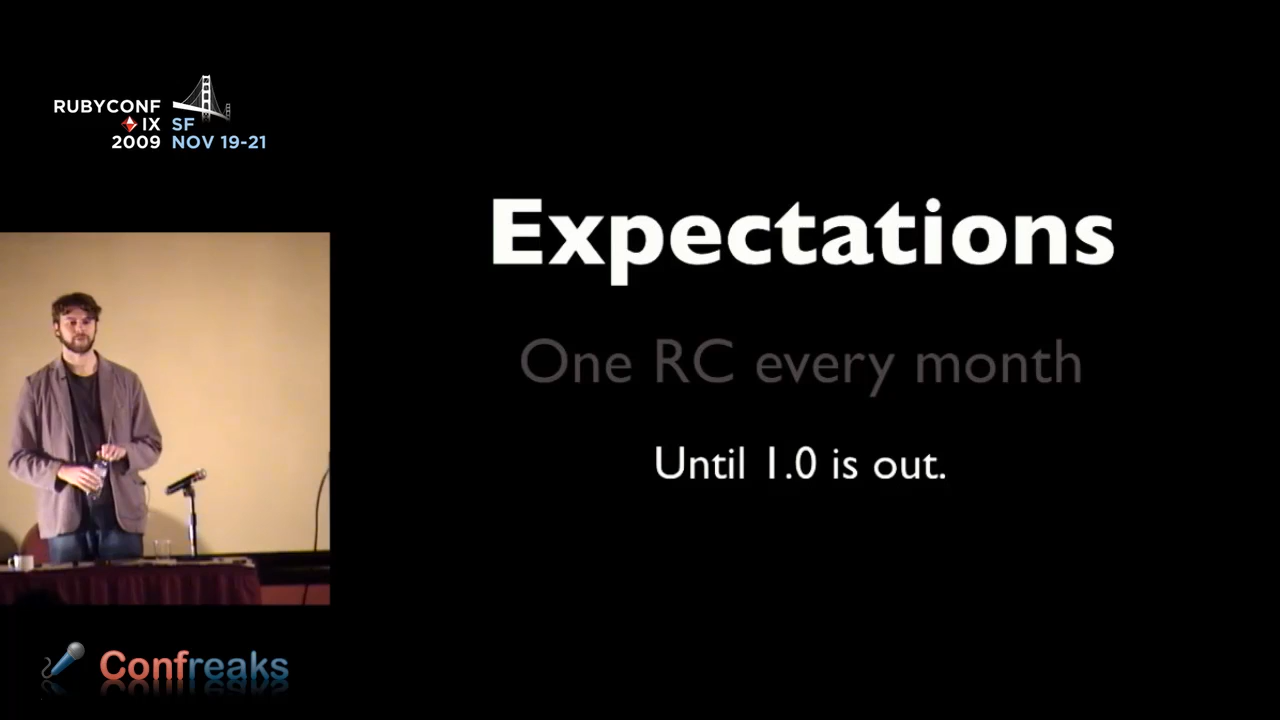 RUBYCONF
IX SF
2009 NOV 19-21
Expectations
One RC every month
Until 1.0 is out.
Confreaks